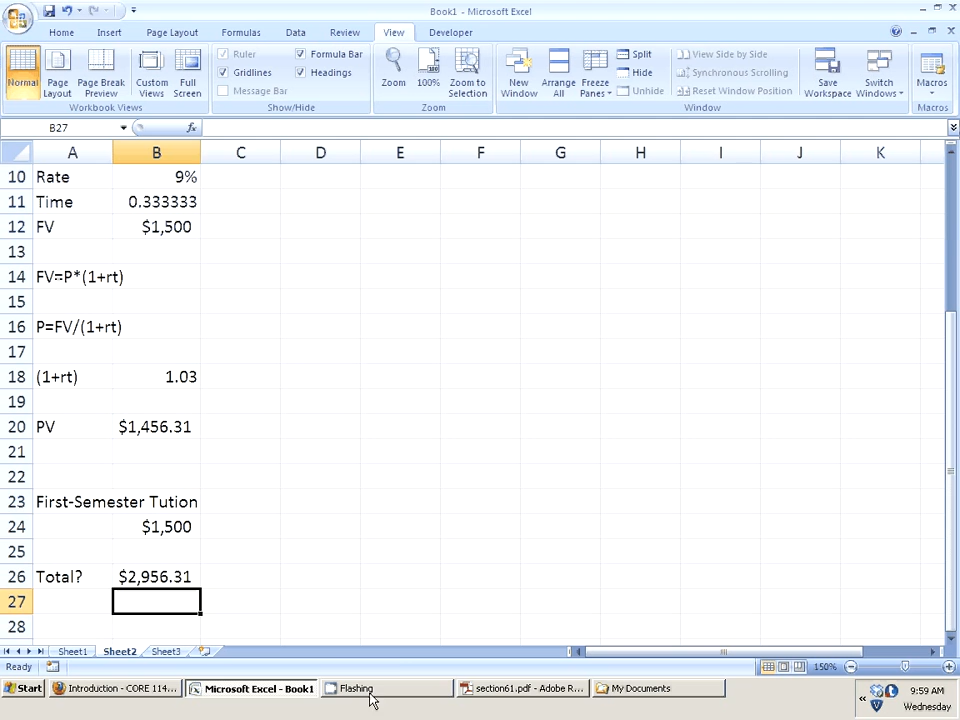 Book1 - Microsoft Excel
Home Insert Page Layout Formulas Data Review View Developer
Normal Page Layout Page Break Preview Custom Views Full Screen
Workbook Views
Ruler Formula Bar
Gridlines Headings
Message Bar
Show/Hide
Zoom 100% Zoom to Selection
Zoom
New Window Arrange All Freeze Panes
Split
Hide
Unhide
View Side by Side
Synchronous Scrolling
Reset Window Position
Save Workspace Switch Windows
Window
Macros
Macros
B27 fx
A B C D E F G H I J K
10 Rate 9%
11 Time 0.333333
12 FV $1,500
13
14 FV=P*(1+rt)
15
16 P=FV/(1+rt)
17
18 (1+rt) 1.03
19
20 PV $1,456.31
21
22
23 First-Semester Tution
24 $1,500
25
26 Total? $2,956.31
27
28
Sheet1 Sheet2 Sheet3
Ready 150%
Start Introduction - CORE 114... Microsoft Excel - Book1 Flashing section61.pdf - Adobe R... My Documents « 9:59 AM
Wednesday